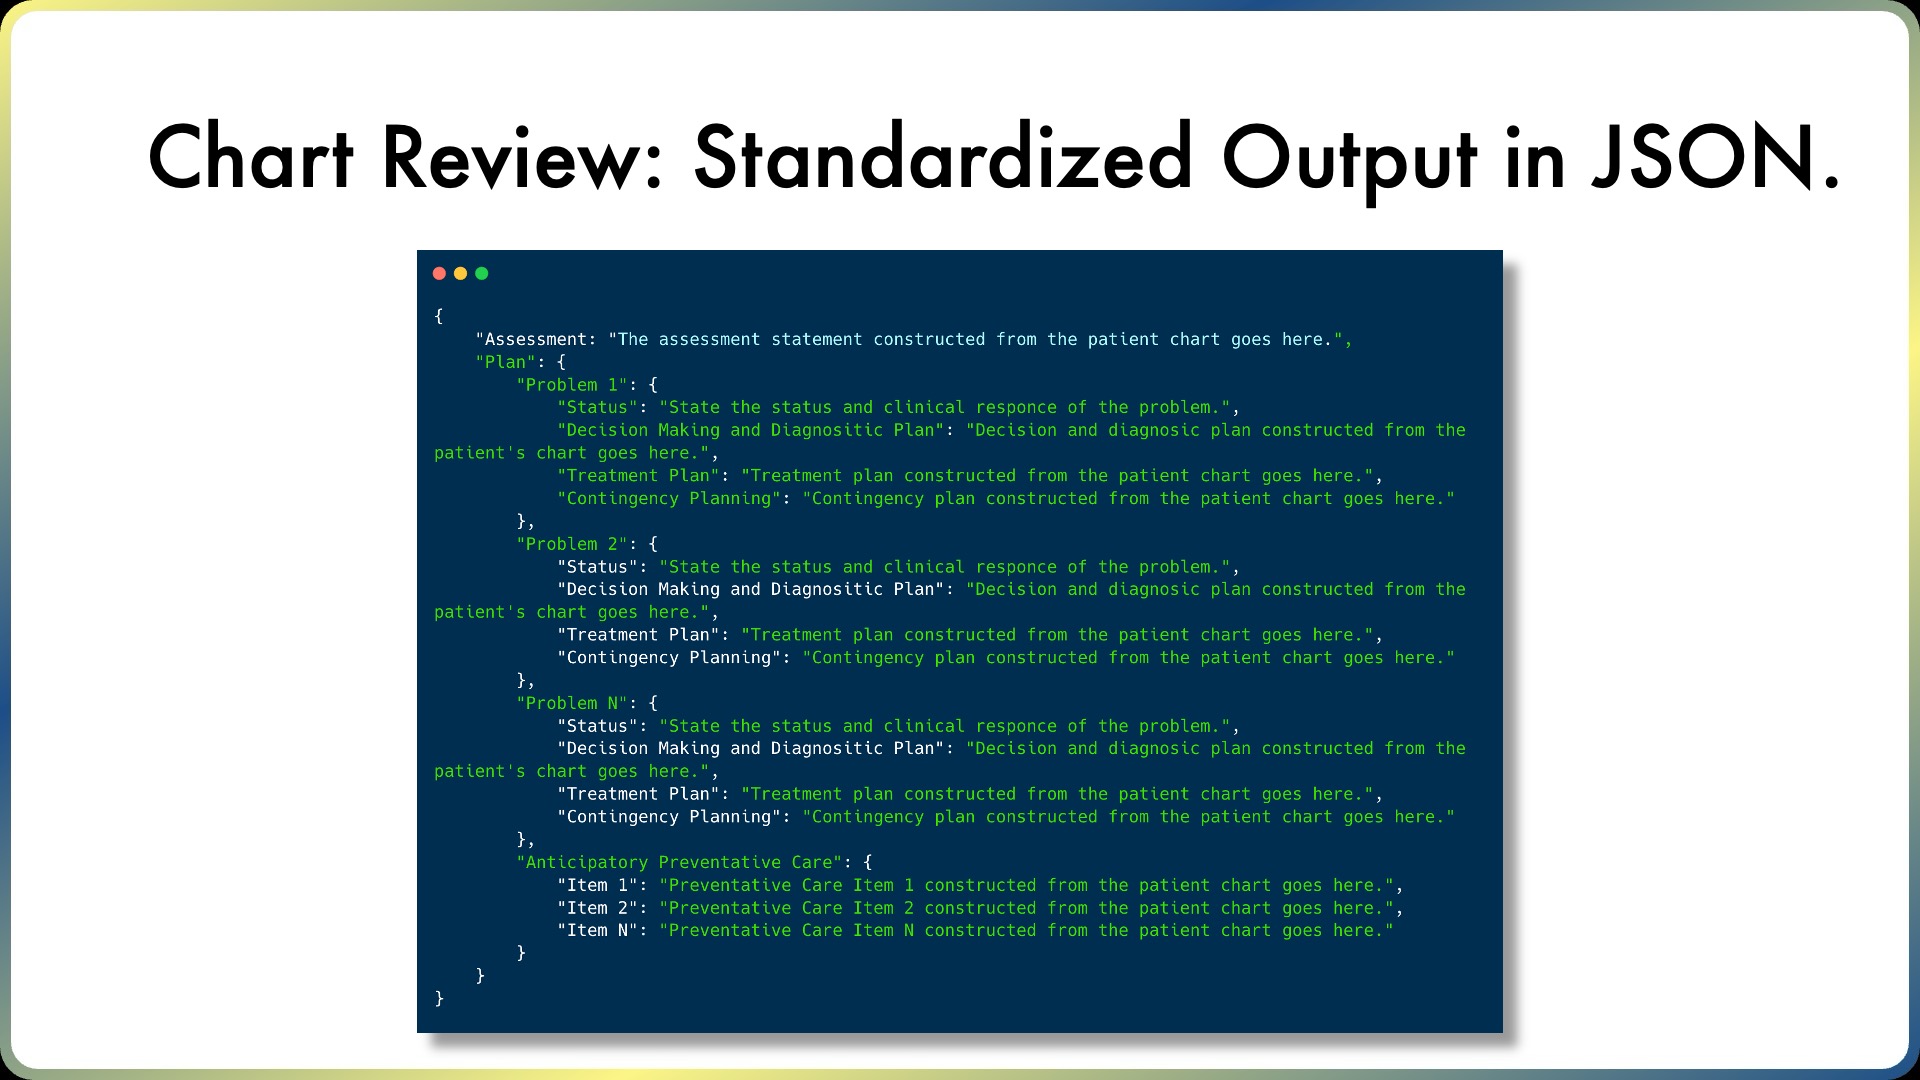 Chart Review: Standardized Output in JSON.
{
    "Assessment: "The assessment statement constructed from the patient chart goes here.",
    "Plan": {
        "Problem 1": {
            "Status": "State the status and clinical responce of the problem.",
            "Decision Making and Diagnositic Plan": "Decision and diagnosic plan constructed from the
patient's chart goes here.",
            "Treatment Plan": "Treatment plan constructed from the patient chart goes here.",
            "Contingency Planning": "Contingency plan constructed from the patient chart goes here."
        },
        "Problem 2": {
            "Status": "State the status and clinical responce of the problem.",
            "Decision Making and Diagnositic Plan": "Decision and diagnosic plan constructed from the
patient's chart goes here.",
            "Treatment Plan": "Treatment plan constructed from the patient chart goes here.",
            "Contingency Planning": "Contingency plan constructed from the patient chart goes here."
        },
        "Problem N": {
            "Status": "State the status and clinical responce of the problem.",
            "Decision Making and Diagnositic Plan": "Decision and diagnosic plan constructed from the
patient's chart goes here.",
            "Treatment Plan": "Treatment plan constructed from the patient chart goes here.",
            "Contingency Planning": "Contingency plan constructed from the patient chart goes here."
        },
        "Anticipatory Preventative Care": {
            "Item 1": "Preventative Care Item 1 constructed from the patient chart goes here.",
            "Item 2": "Preventative Care Item 2 constructed from the patient chart goes here.",
            "Item N": "Preventative Care Item N constructed from the patient chart goes here."
        }
    }
}